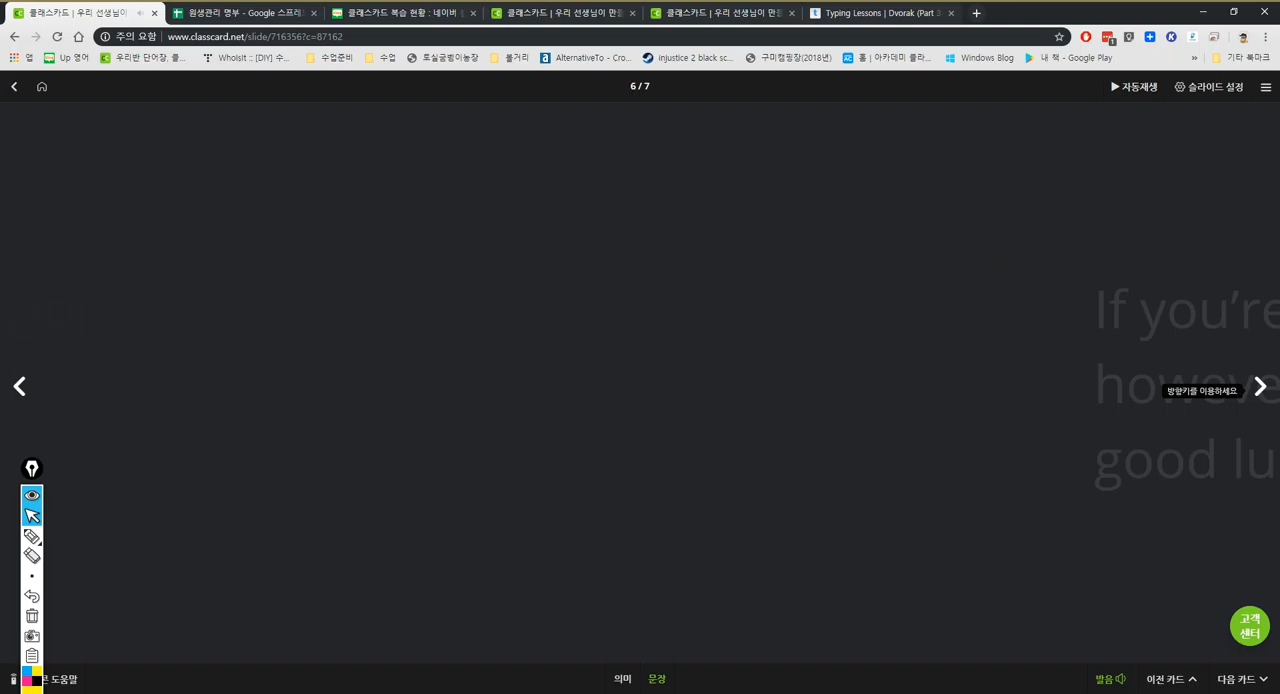 클래스카드 | 우리 선생님이
원생관리 명부 - Google 스프레
클래스카드 복습 현황 : 네이버
클래스카드 | 우리 선생님이 만든
클래스카드 | 우리 선생님이 만든
Typing Lessons | Dvorak (Part 3
주의 요함 | www.classcard.net/slide/716356?c=87162
앱
Up 영어
우리반 단어장, 클...
WhoIsIt :: [DIY] 수...
수업준비
수업
토실굼벵이농장
볼거리
AlternativeTo - Cro...
injustice 2 black sc...
구미캠핑장(2018년)
홈 | 아카데미 클라...
Windows Blog
내 책 - Google Play
»
기타 북마크
6 / 7
자동재생
슬라이드 설정
If you're
howeve
good lu
방향키를 이용하세요
고객
센터
도움말
의미
문장
발음
이전 카드
다음 카드